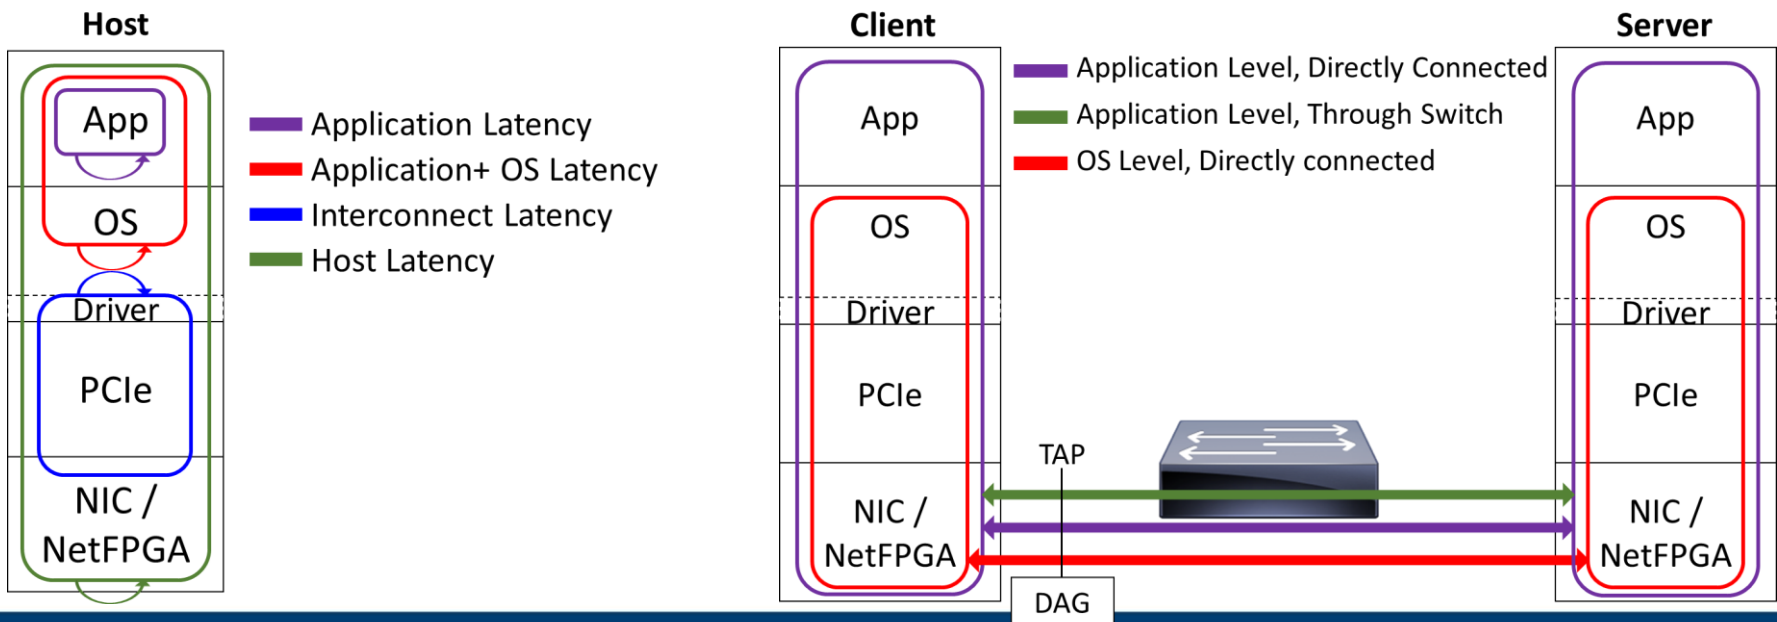 Host
App
OS
Driver
PCIe
NIC /
NetFPGA
Application Latency
Application+ OS Latency
Interconnect Latency
Host Latency
Client
App
OS
Driver
PCIe
NIC /
NetFPGA
Application Level, Directly Connected
Application Level, Through Switch
OS Level, Directly connected
TAP
DAG
Server
App
OS
Driver
PCIe
NIC /
NetFPGA